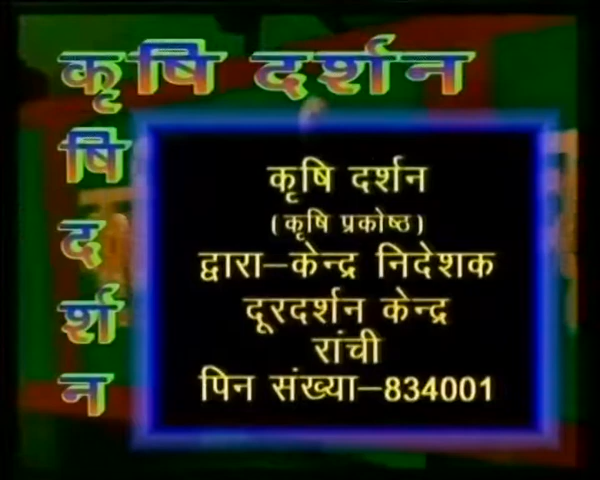 कृषि दर्शन
षि
द
र्श
न
कृषि दर्शन
(कृषि प्रकोष्ठ)
द्वारा–केन्द्र निदेशक
दूरदर्शन केन्द्र
रांची
पिन संख्या–834001